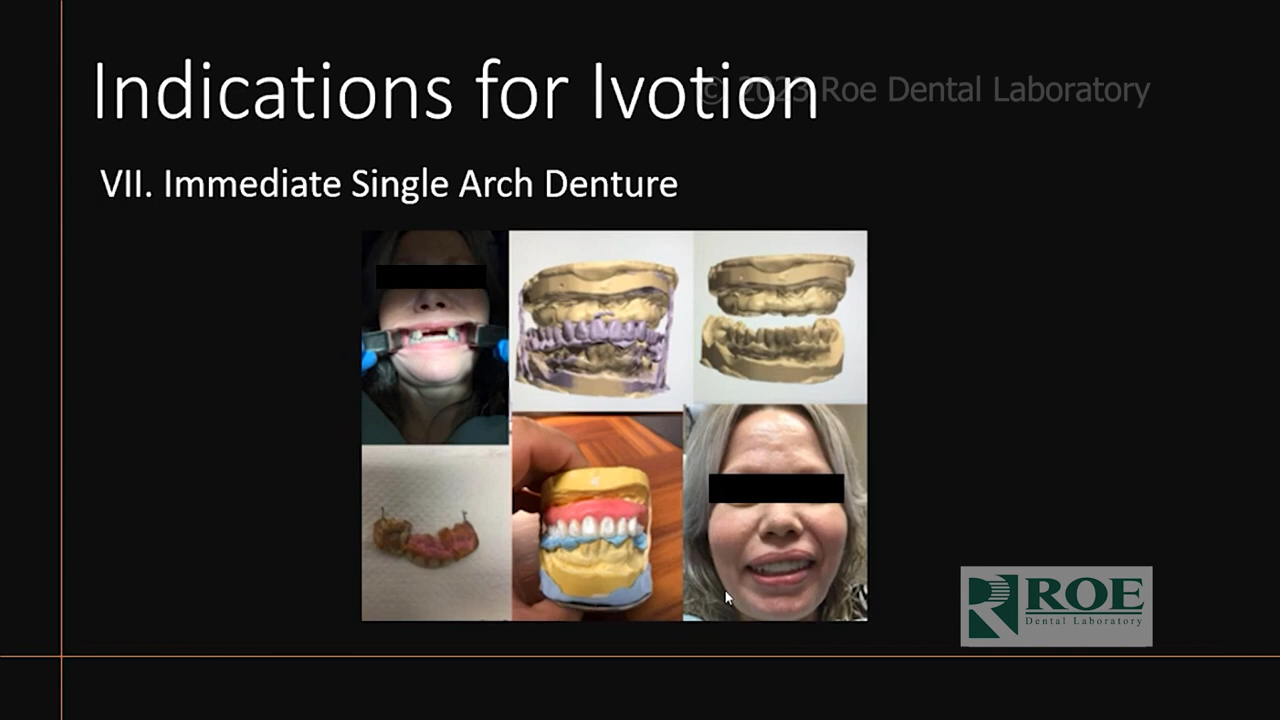 Indications for Ivotion
© 2023 Roe Dental Laboratory
VII. Immediate Single Arch Denture
ROE
Dental Laboratory